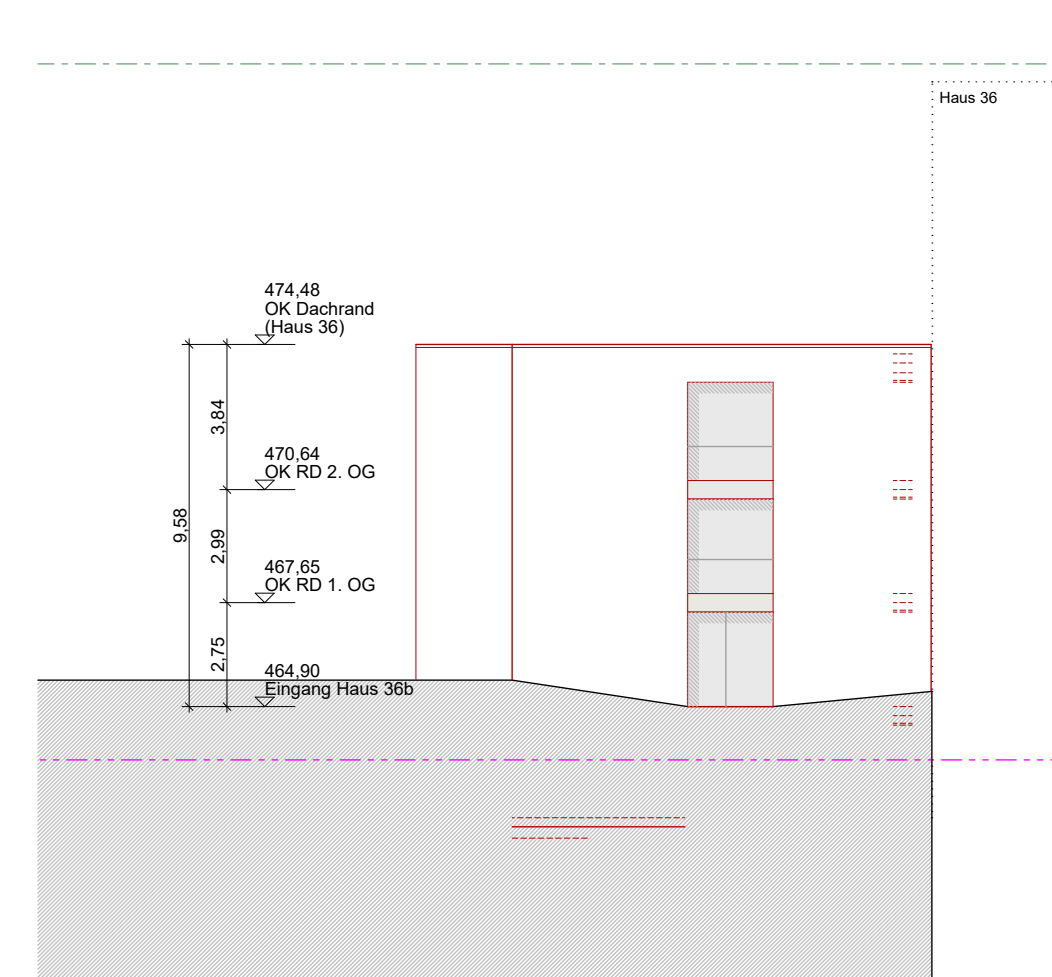 Haus 36
474,48
OK Dachrand
(Haus 36)
3,84
470,64
OK RD 2. OG
9,58
2,99
467,65
OK RD 1. OG
2,75
464,90
Eingang Haus 36b